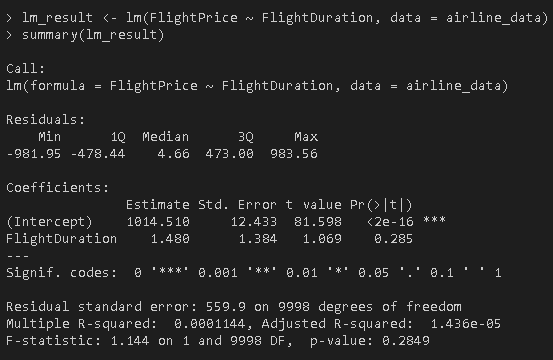 > lm_result <- lm(FlightPrice ~ FlightDuration, data = airline_data)
> summary(lm_result)

Call:
lm(formula = FlightPrice ~ FlightDuration, data = airline_data)

Residuals:
    Min      1Q  Median      3Q     Max
-981.95 -478.44    4.66  473.00  983.56

Coefficients:
               Estimate Std. Error t value Pr(>|t|)
(Intercept)    1014.510     12.433  81.598   <2e-16 ***
FlightDuration    1.480      1.384   1.069    0.285
---
Signif. codes:  0 '***' 0.001 '**' 0.01 '*' 0.05 '.' 0.1 ' ' 1

Residual standard error: 559.9 on 9998 degrees of freedom
Multiple R-squared:  0.0001144, Adjusted R-squared:  1.436e-05
F-statistic: 1.144 on 1 and 9998 DF,  p-value: 0.2849